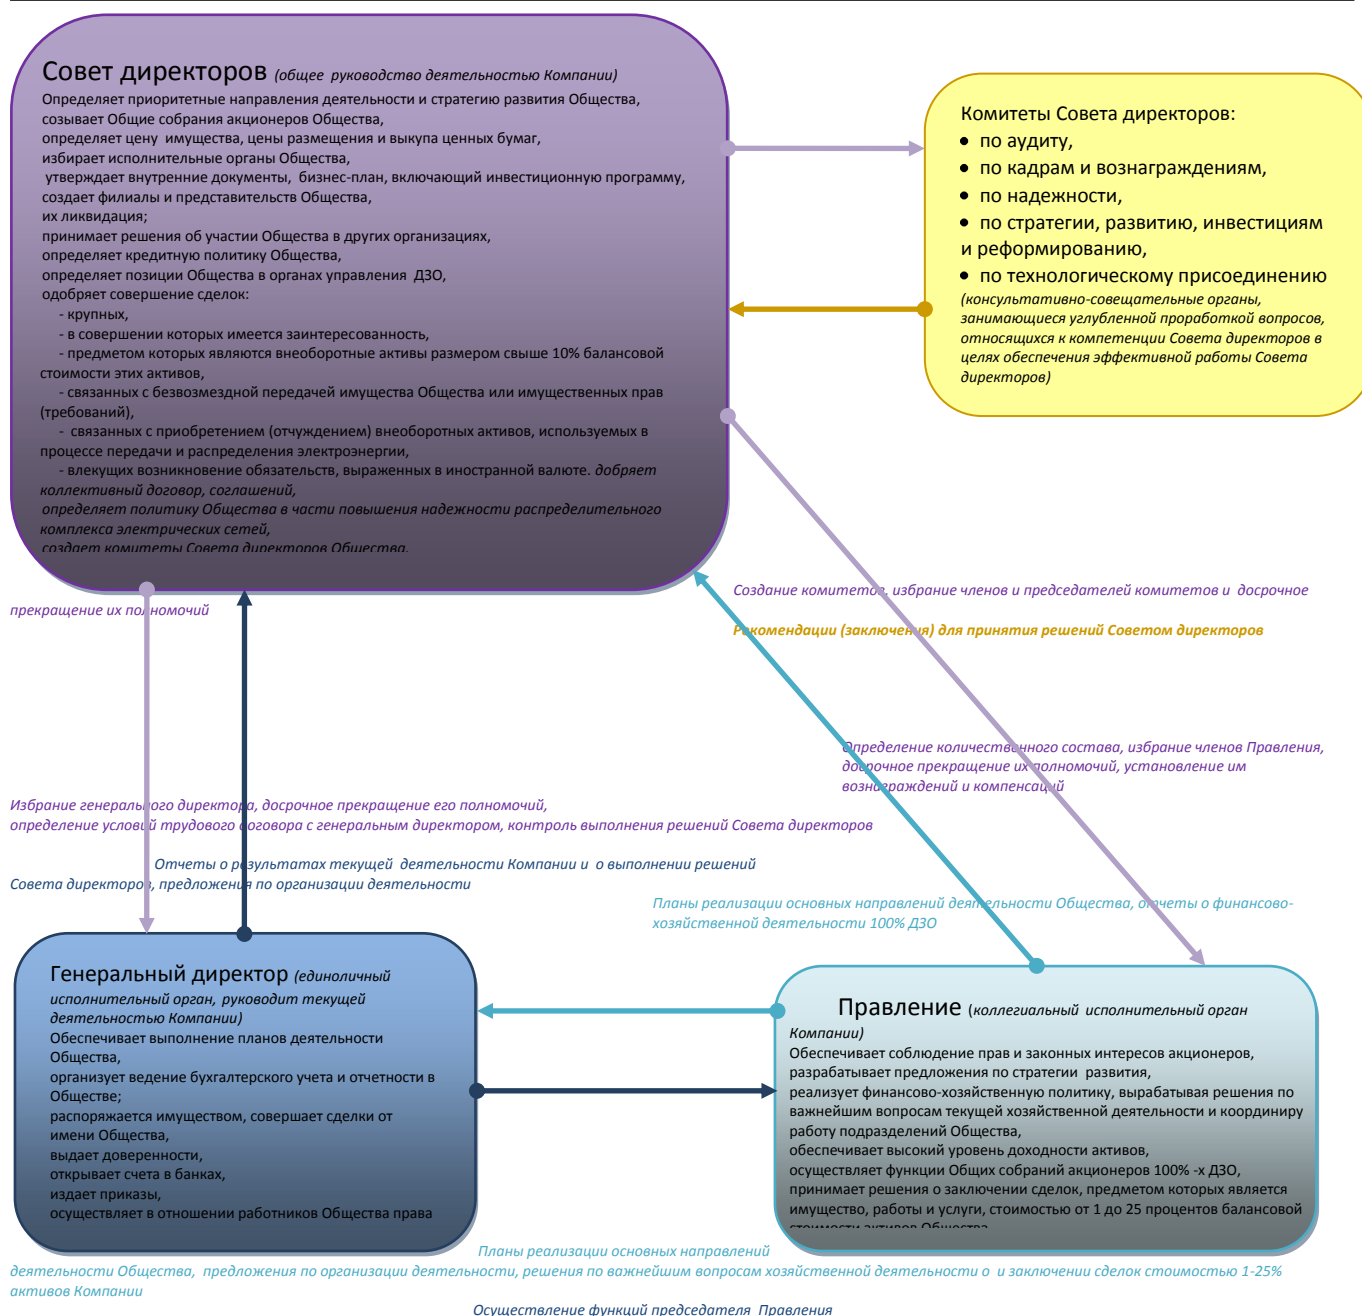 Совет директоров (общее руководство деятельностью Компании)
Определяет приоритетные направления деятельности и стратегию развития Общества,
созывает Общие собрания акционеров Общества,
определяет цену имущества, цены размещения и выкупа ценных бумаг,
избирает исполнительные органы Общества,
утверждает внутренние документы, бизнес-план, включающий инвестиционную программу,
создает филиалы и представительств Общества,
их ликвидация;
принимает решения об участии Общества в других организациях,
определяет кредитную политику Общества,
определяет позиции Общества в органах управления ДЗО,
одобряет совершение сделок:
- крупных,
- в совершении которых имеется заинтересованность,
- предметом которых являются внеоборотные активы размером свыше 10% балансовой
стоимости этих активов,
- связанных с безвозмездной передачей имущества Общества или имущественных прав
(требований),
- связанных с приобретением (отчуждением) внеоборотных активов, используемых в
процессе передачи и распределения электроэнергии,
- влекущих возникновение обязательств, выраженных в иностранной валюте. добряет
коллективный договор, соглашений,
определяет политику Общества в части повышения надежности распределительного
комплекса электрических сетей,
создает комитеты Совета директоров Общества.
Комитеты Совета директоров:
• по аудиту,
• по кадрам и вознаграждениям,
• по надежности,
• по стратегии, развитию, инвестициям
и реформированию,
• по технологическому присоединению
(консультативно-совещательные органы,
занимающиеся углубленной проработкой вопросов,
относящихся к компетенции Совета директоров в
целях обеспечения эффективной работы Совета
директоров)
Создание комитетов, избрание членов и председателей комитетов и досрочное
прекращение их полномочий
Рекомендации (заключения) для принятия решений Советом директоров
Определение количественного состава, избрание членов Правления,
досрочное прекращение их полномочий, установление им
вознаграждений и компенсаций
Избрание генерального директора, досрочное прекращение его полномочий,
определение условий трудового договора с генеральным директором, контроль выполнения решений Совета директоров
Отчеты о результатах текущей деятельности Компании и о выполнении решений
Совета директоров, предложения по организации деятельности
Планы реализации основных направлений деятельности Общества, отчеты о финансово-
хозяйственной деятельности 100% ДЗО
Генеральный директор (единоличный
исполнительный орган, руководит текущей
деятельностью Компании)
Обеспечивает выполнение планов деятельности
Общества,
организует ведение бухгалтерского учета и отчетности в
Обществе;
распоряжается имуществом, совершает сделки от
имени Общества,
выдает доверенности,
открывает счета в банках,
издает приказы,
осуществляет в отношении работников Общества права
Правление (коллегиальный исполнительный орган
Компании)
Обеспечивает соблюдение прав и законных интересов акционеров,
разрабатывает предложения по стратегии развития,
реализует финансово-хозяйственную политику, вырабатывая решения по
важнейшим вопросам текущей хозяйственной деятельности и координиру
работу подразделений Общества,
обеспечивает высокий уровень доходности активов,
осуществляет функции Общих собраний акционеров 100% -х ДЗО,
принимает решения о заключении сделок, предметом которых является
имущество, работы и услуги, стоимостью от 1 до 25 процентов балансовой
стоимости активов Общества
Планы реализации основных направлений
деятельности Общества, предложения по организации деятельности, решения по важнейшим вопросам хозяйственной деятельности о и заключении сделок стоимостью 1-25%
активов Компании
Осуществление функций председателя Правления